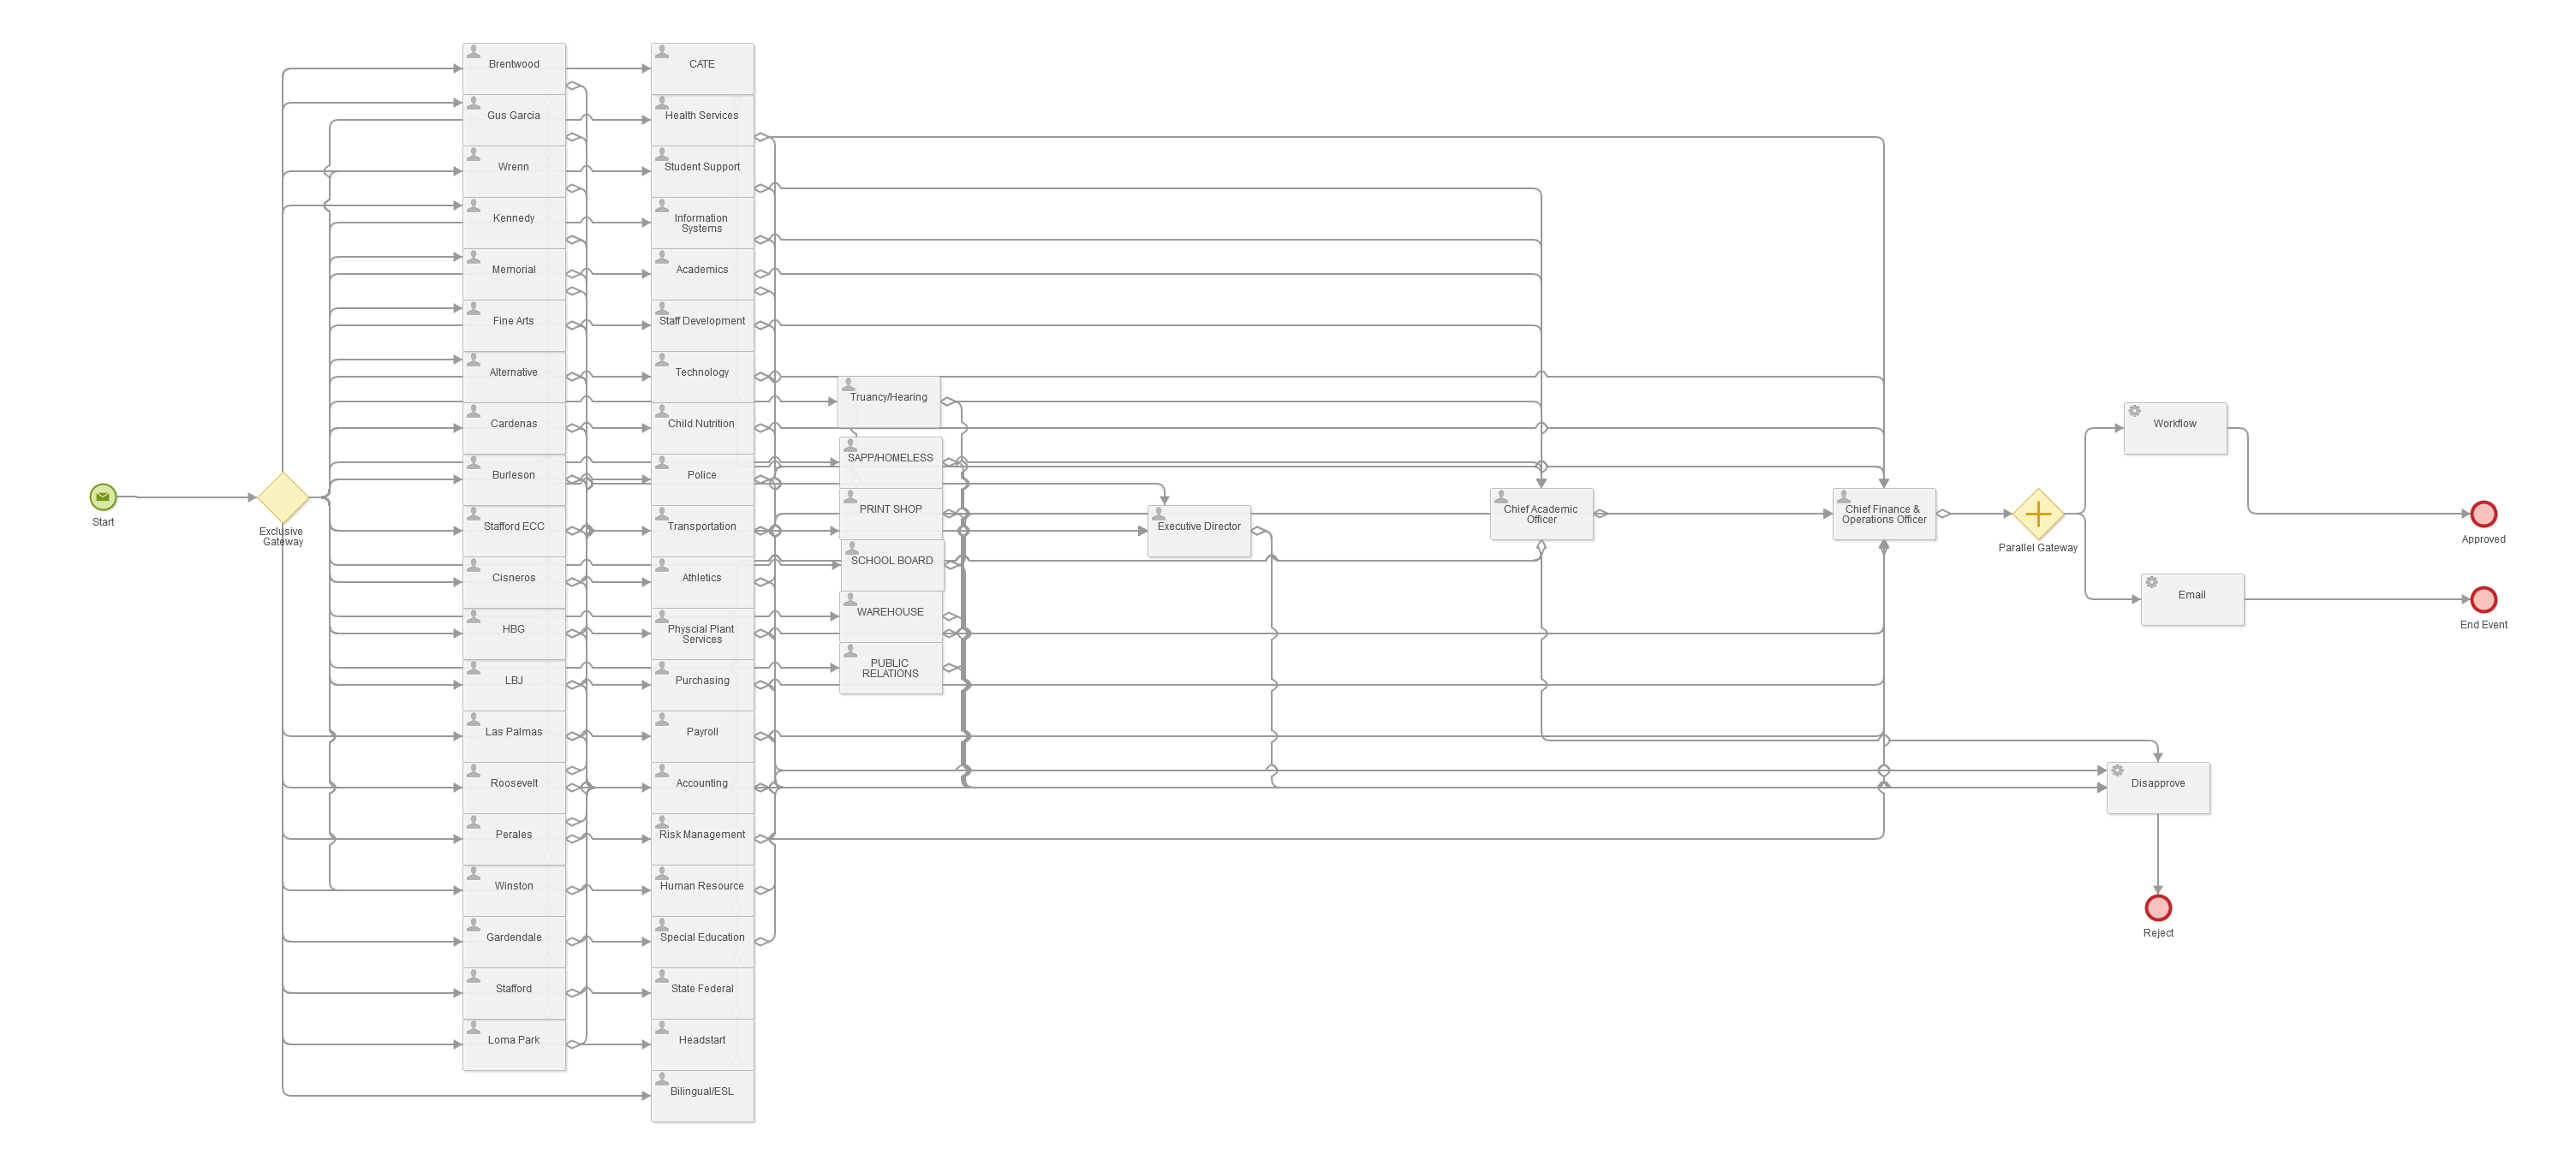 Start
Exclusive
Gateway
Brentwood
Gus Garcia
Wrenn
Kennedy
Memorial
Fine Arts
Alternative
Cardenas
Burleson
Stafford ECC
Cisneros
HBG
LBJ
Las Palmas
Roosevelt
Perales
Winston
Gardendale
Stafford
Loma Park
CATE
Health Services
Student Support
Information
Systems
Academics
Staff Development
Technology
Child Nutrition
Police
Transportation
Athletics
Physcial Plant
Services
Purchasing
Payroll
Accounting
Risk Management
Human Resource
Special Education
State Federal
Headstart
Bilingual/ESL
Truancy/Hearing
SAPP/HOMELESS
PRINT SHOP
SCHOOL BOARD
WAREHOUSE
PUBLIC
RELATIONS
Executive Director
Chief Academic
Officer
Chief Finance &
Operations Officer
Parallel Gateway
Workflow
Email
Approved
End Event
Disapprove
Reject